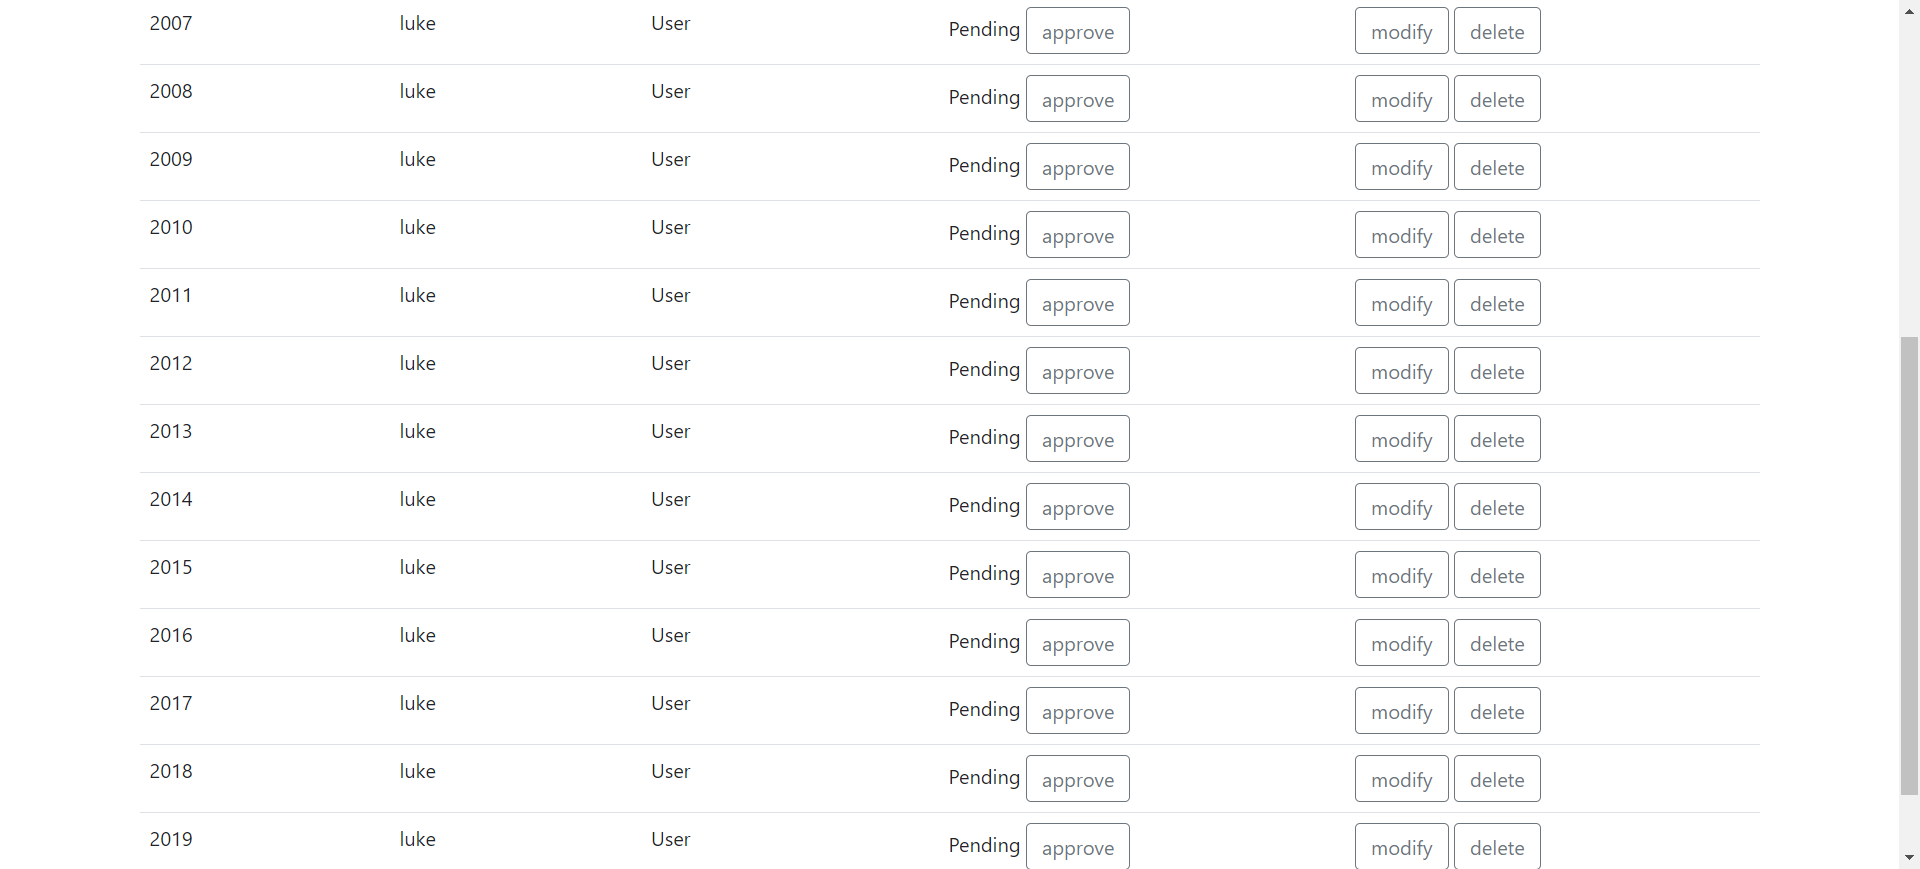 2007 luke User Pending approve modify delete
2008 luke User Pending approve modify delete
2009 luke User Pending approve modify delete
2010 luke User Pending approve modify delete
2011 luke User Pending approve modify delete
2012 luke User Pending approve modify delete
2013 luke User Pending approve modify delete
2014 luke User Pending approve modify delete
2015 luke User Pending approve modify delete
2016 luke User Pending approve modify delete
2017 luke User Pending approve modify delete
2018 luke User Pending approve modify delete
2019 luke User Pending approve modify delete